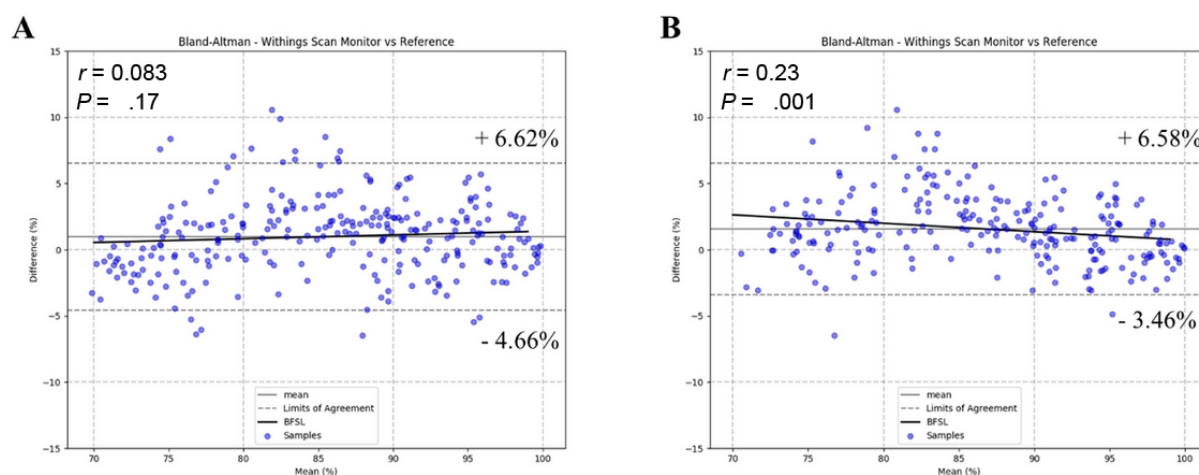 A
Bland-Altman - Withings Scan Monitor vs Reference
r = 0.083
P = .17
+ 6.62%
- 4.66%
15
10
5
0
−5
−10
−15
Difference (%)
mean
Limits of Agreement
BFSL
Samples
70 75 80 85 90 95 100
Mean (%)
B
Bland-Altman - Withings Scan Monitor vs Reference
r = 0.23
P = .001
+ 6.58%
- 3.46%
15
10
5
0
−5
−10
−15
Difference (%)
mean
Limits of Agreement
BFSL
Samples
70 75 80 85 90 95 100
Mean (%)